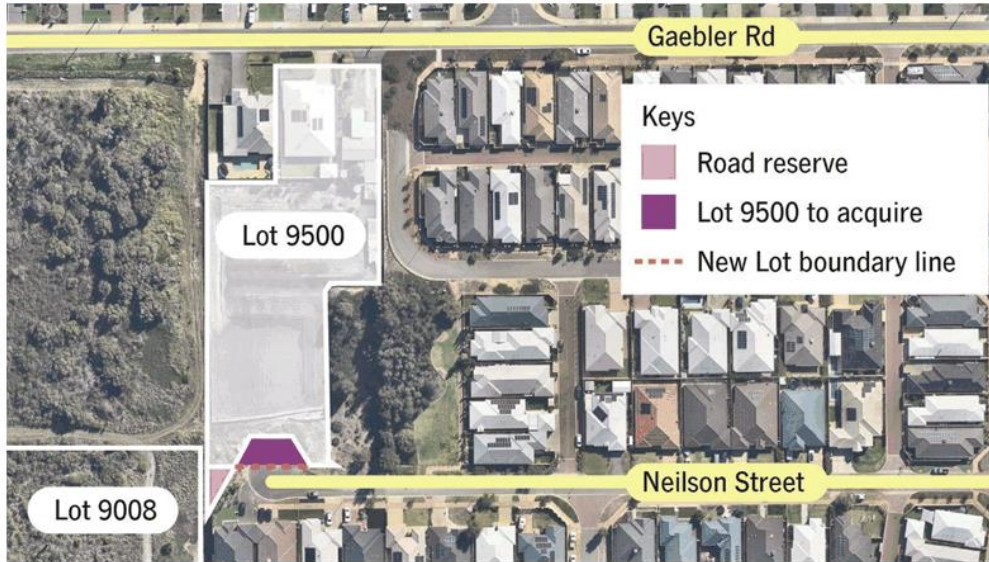 Gaebler Rd
Keys
Road reserve
Lot 9500
Lot 9500 to acquire
New Lot boundary line
Neilson Street
Lot 9008